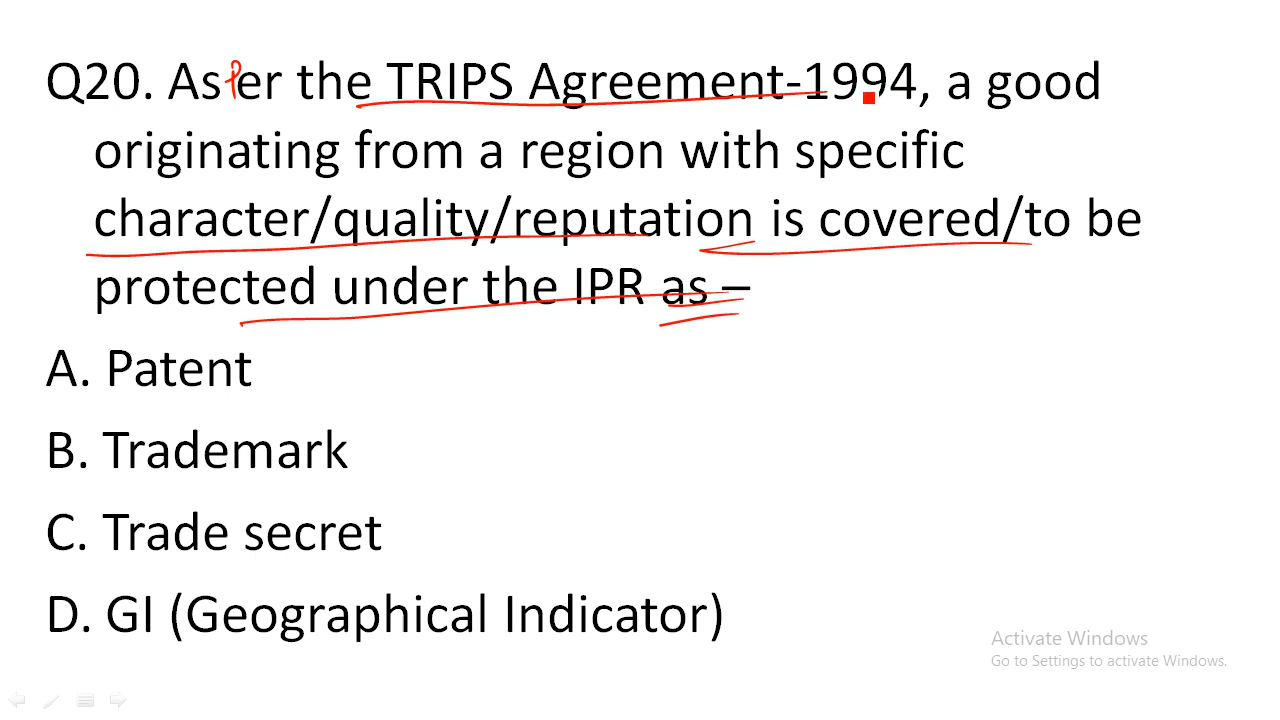 Q20. As per the TRIPS Agreement-1994, a good
originating from a region with specific
character/quality/reputation is covered/to be
protected under the IPR as –
A. Patent
B. Trademark
C. Trade secret
D. GI (Geographical Indicator)
Activate Windows
Go to Settings to activate Windows.